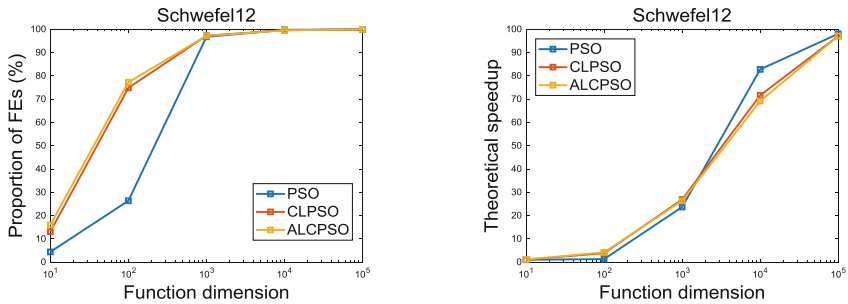 Schwefel12
Proportion of FEs (%)
100
90
80
70
60
50
40
30
20
10
0
PSO
CLPSO
ALCPSO
10^1 10^2 10^3 10^4 10^5
Function dimension
Schwefel12
Theoretical speedup
100
90
80
70
60
50
40
30
20
10
0
PSO
CLPSO
ALCPSO
10^1 10^2 10^3 10^4 10^5
Function dimension